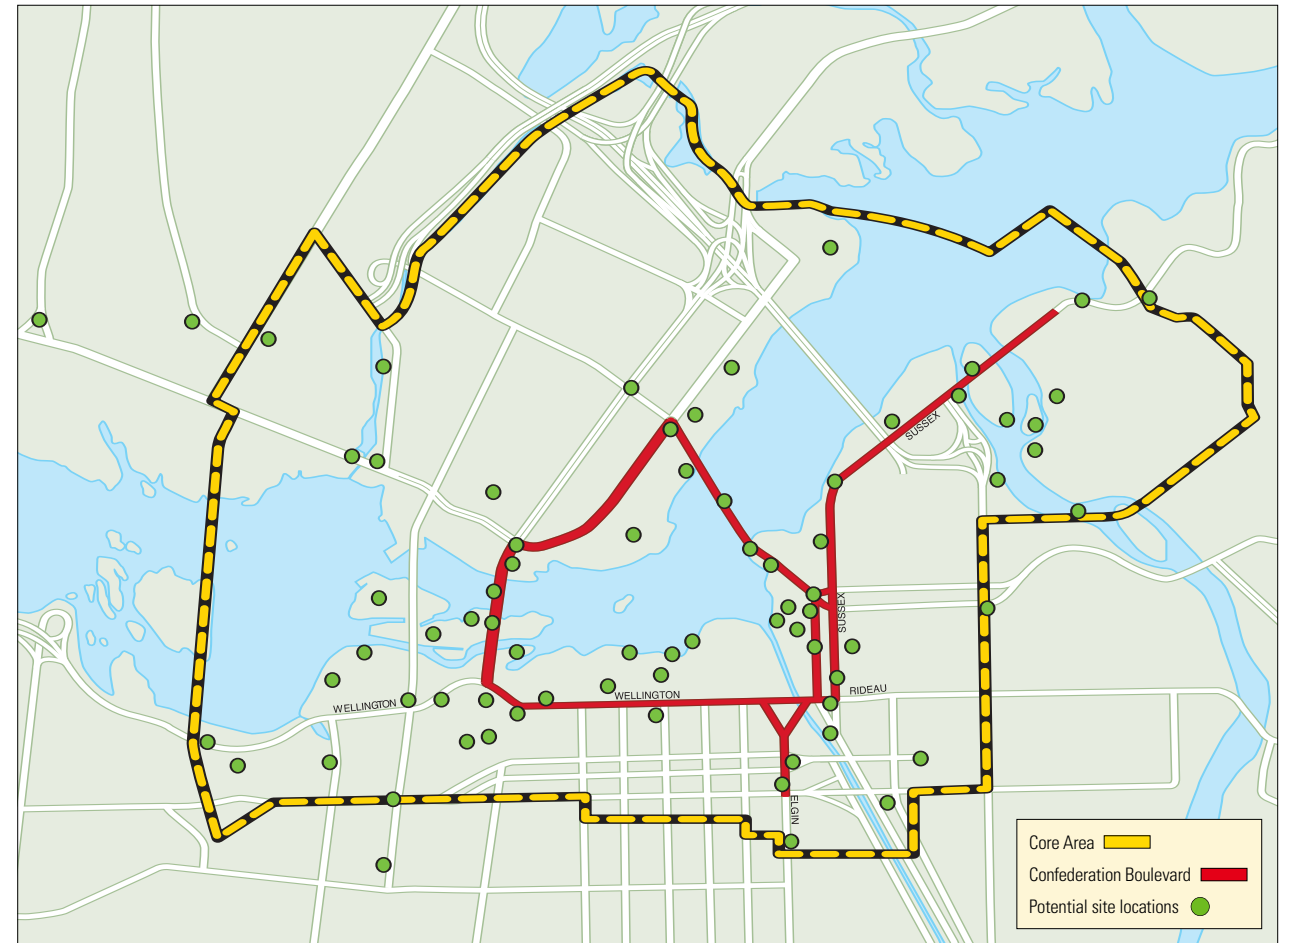 SUSSEX
SUSSEX
RIDEAU
WELLINGTON
WELLINGTON
ELGIN
Core Area
Confederation Boulevard
Potential site locations